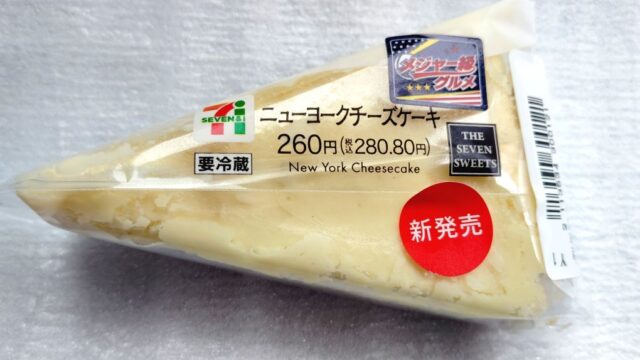 メジャー級
グルメ
SEVEN&i
ニューヨークチーズケーキ
260円(税込280.80円)
要冷蔵
New York Cheesecake
THE
SEVEN
SWEETS
新発売